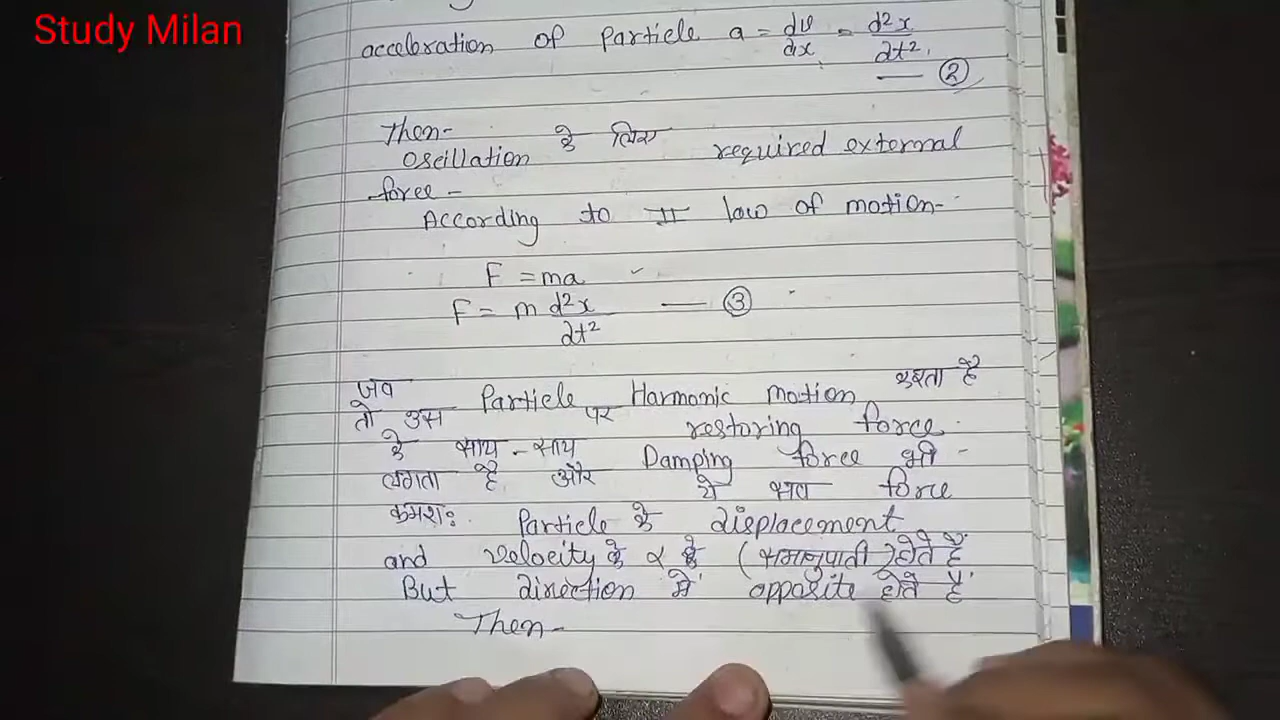 Study Milan
acceleration of Particle a = dv/dx = d²x/dt²,
— ②
Then-
oscillation के लिए required external
force -
According to II law of motion-
F = ma
F = m d²x/dt² — ③
जब Particle Harmonic motion करता है
तो उस पर restoring force
के साथ - साथ Damping force भी -
लगता है और ये सब force
क्रमशः Particle के displacement
and velocity के ∝ के (समानुपाती) होते हैं
But direction में opposite होते हैं
Then-